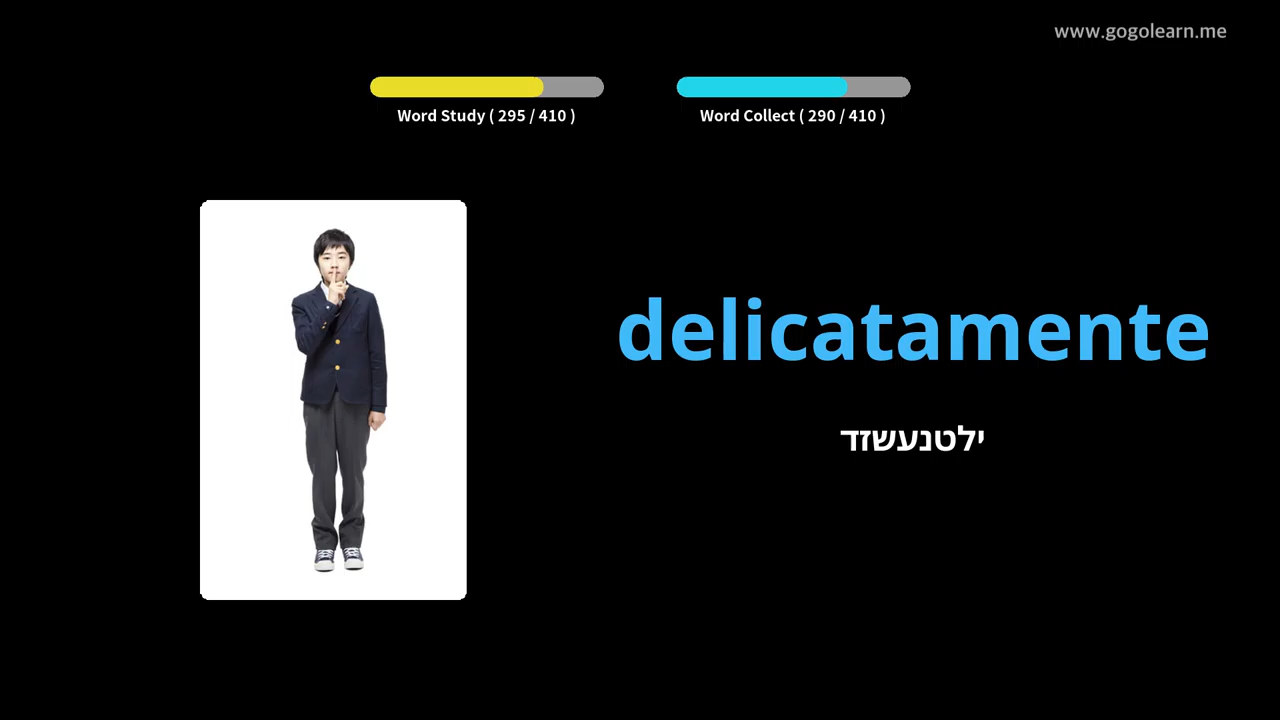 www.gogolearn.me
Word Study ( 295 / 410 )
Word Collect ( 290 / 410 )
delicatamente
ילטנעשזד